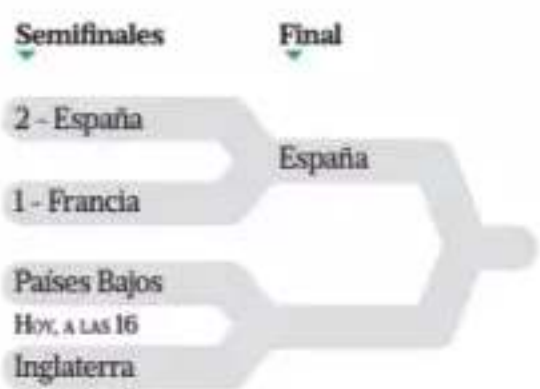 Semifinales
Final
2 - España
1 - Francia
España
Países Bajos
HOY, A LAS 16
Inglaterra